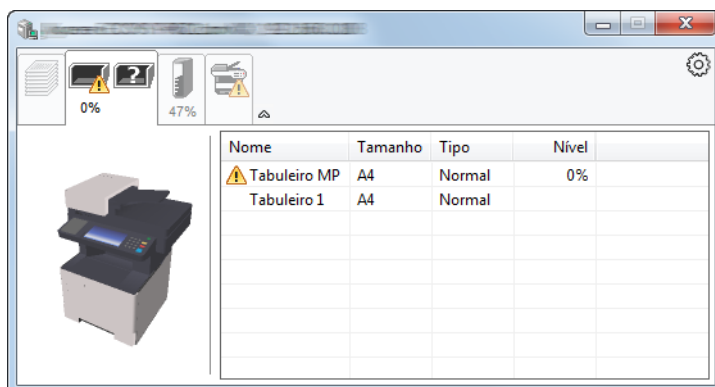 0%
47%
Nome Tamanho Tipo Nível
Tabuleiro MP A4 Normal 0%
Tabuleiro 1 A4 Normal